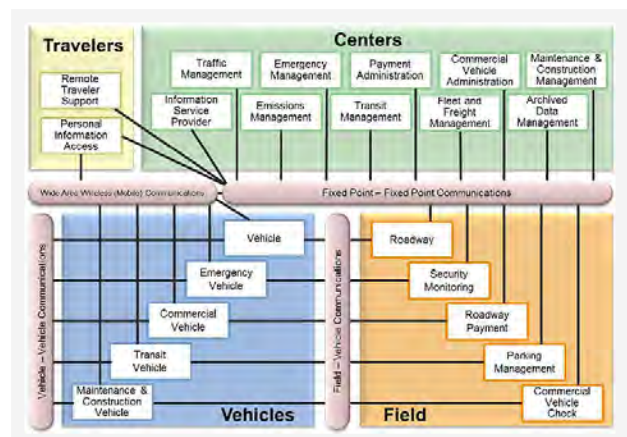 Travelers
Remote
Traveler
Support
Personal
Information
Access
Centers
Traffic
Management
Emergency
Management
Payment
Administration
Commercial
Vehicle
Administration
Maintenance &
Construction Management
Information
Service
Provider
Emissions
Management
Transit
Management
Fleet and
Freight
Management
Archived
Data
Management
Wide Area Wireless (Mobile) Communications
Fixed Point – Fixed Point Communications
Vehicle – Vehicle Communications
Vehicle
Emergency
Vehicle
Commercial
Vehicle
Transit
Vehicle
Maintenance &
Construction
Vehicle
Vehicles
Field – Vehicle Communications
Roadway
Security
Monitoring
Roadway
Payment
Parking
Management
Commercial
Vehicle
Check
Field